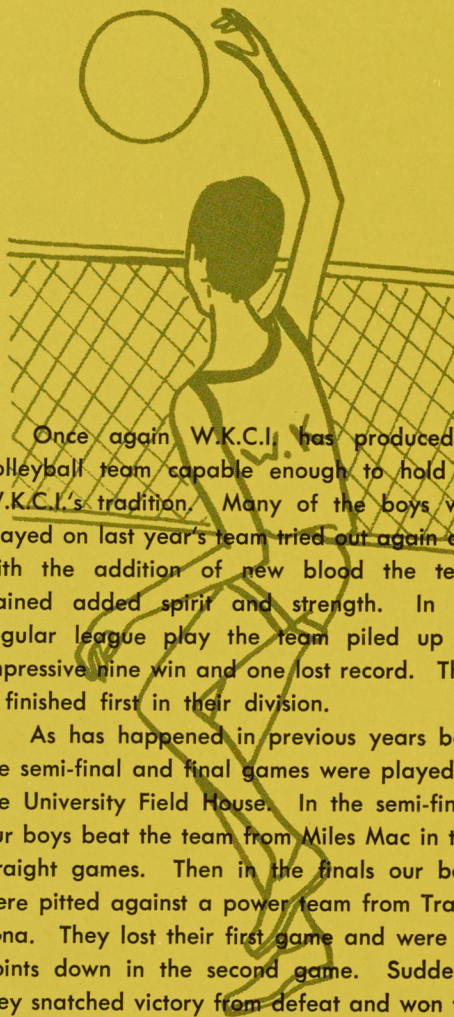 W.K
Once again W.K.C.I. has produced
olleyball team capable enough to hold
.K.C.I.'s tradition. Many of the boys w
ayed on last year's team tried out again
ith the addition of new blood the te
ained added spirit and strength. In
gular league play the team piled up
mpressive nine win and one lost record. Th
finished first in their division.
As has happened in previous years b
e semi-final and final games were played
e University Field House. In the semi-fin
ur boys beat the team from Miles Mac in t
raight games. Then in the finals our b
ere pitted against a power team from Tra
ona. They lost their first game and were
oints down in the second game. Sudde
ey snatched victory from defeat and won